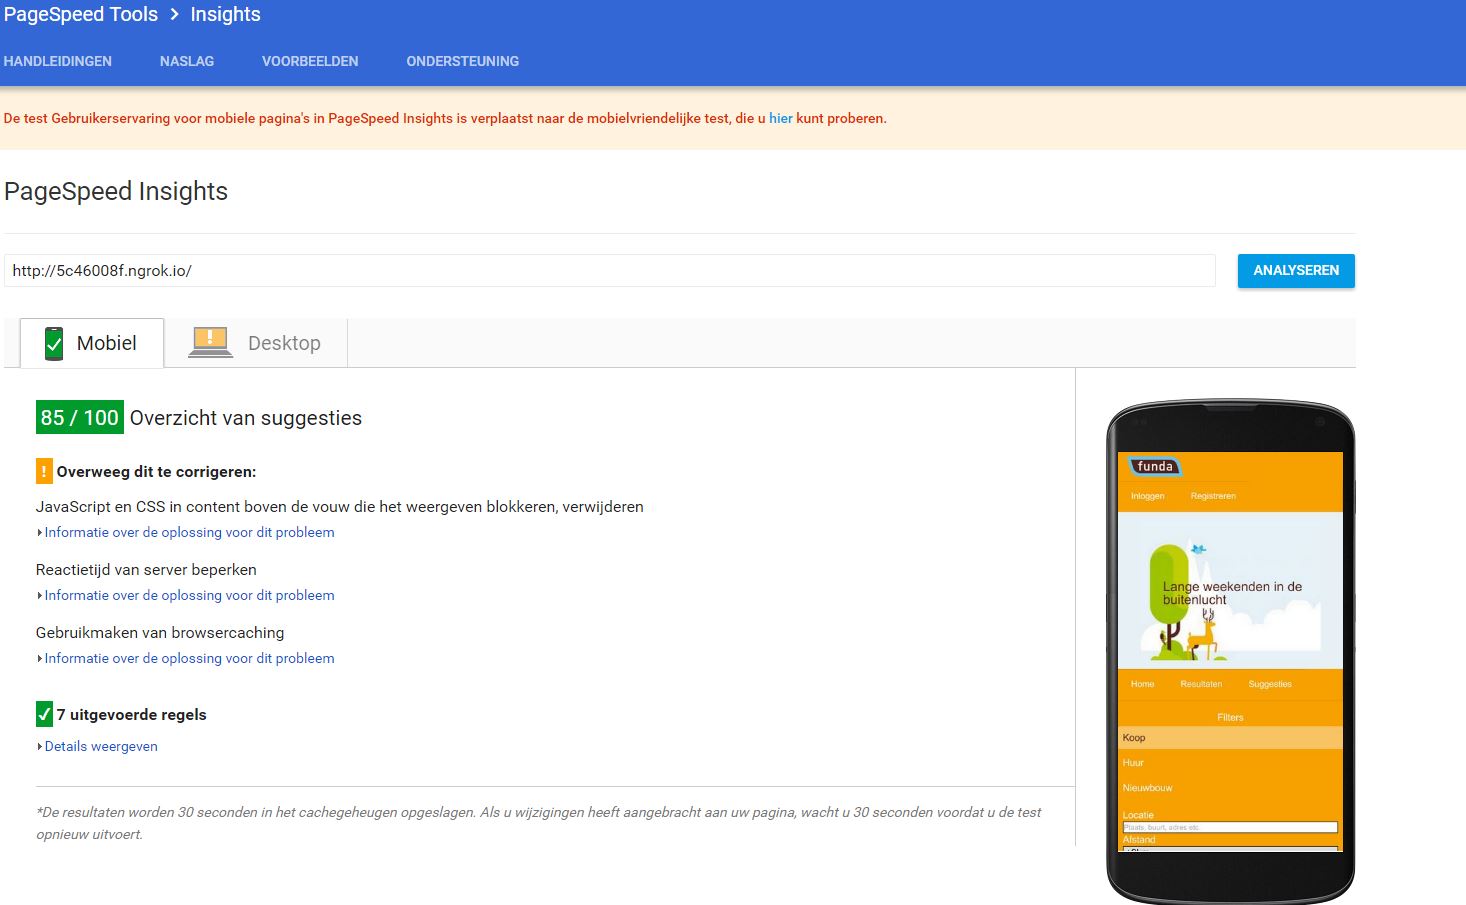 PageSpeed Tools > Insights
HANDLEIDINGEN NASLAG VOORBEELDEN ONDERSTEUNING
De test Gebruikerservaring voor mobiele pagina's in PageSpeed Insights is verplaatst naar de mobielvriendelijke test, die u hier kunt proberen.
PageSpeed Insights
http://5c46008f.ngrok.io/
ANALYSEREN
Mobiel
Desktop
85 / 100 Overzicht van suggesties
! Overweeg dit te corrigeren:
JavaScript en CSS in content boven de vouw die het weergeven blokkeren, verwijderen
Informatie over de oplossing voor dit probleem
Reactietijd van server beperken
Informatie over de oplossing voor dit probleem
Gebruikmaken van browsercaching
Informatie over de oplossing voor dit probleem
7 uitgevoerde regels
Details weergeven
*De resultaten worden 30 seconden in het cachegeheugen opgeslagen. Als u wijzigingen heeft aangebracht aan uw pagina, wacht u 30 seconden voordat u de test
opnieuw uitvoert.
funda
Inloggen Registreren
Lange weekenden in de
buitenlucht
Home Resultaten Suggesties
Filters
Koop
Huur
Nieuwbouw
Locatie
Plaats, buurt, adres etc.
Afstand